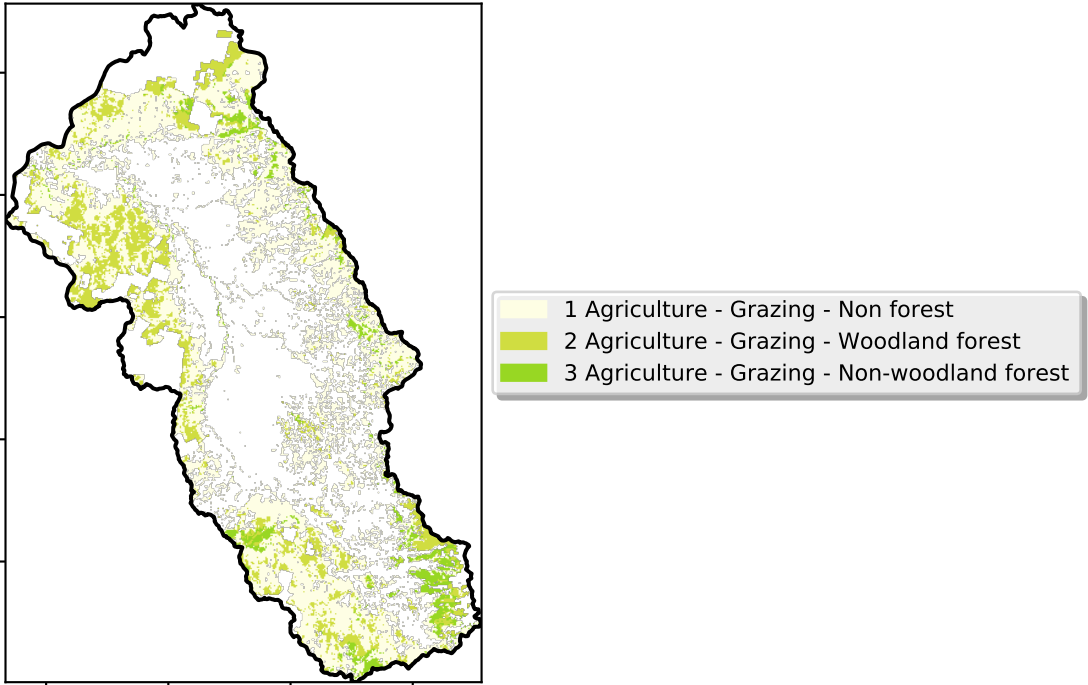 1 Agriculture - Grazing - Non forest
2 Agriculture - Grazing - Woodland forest
3 Agriculture - Grazing - Non-woodland forest